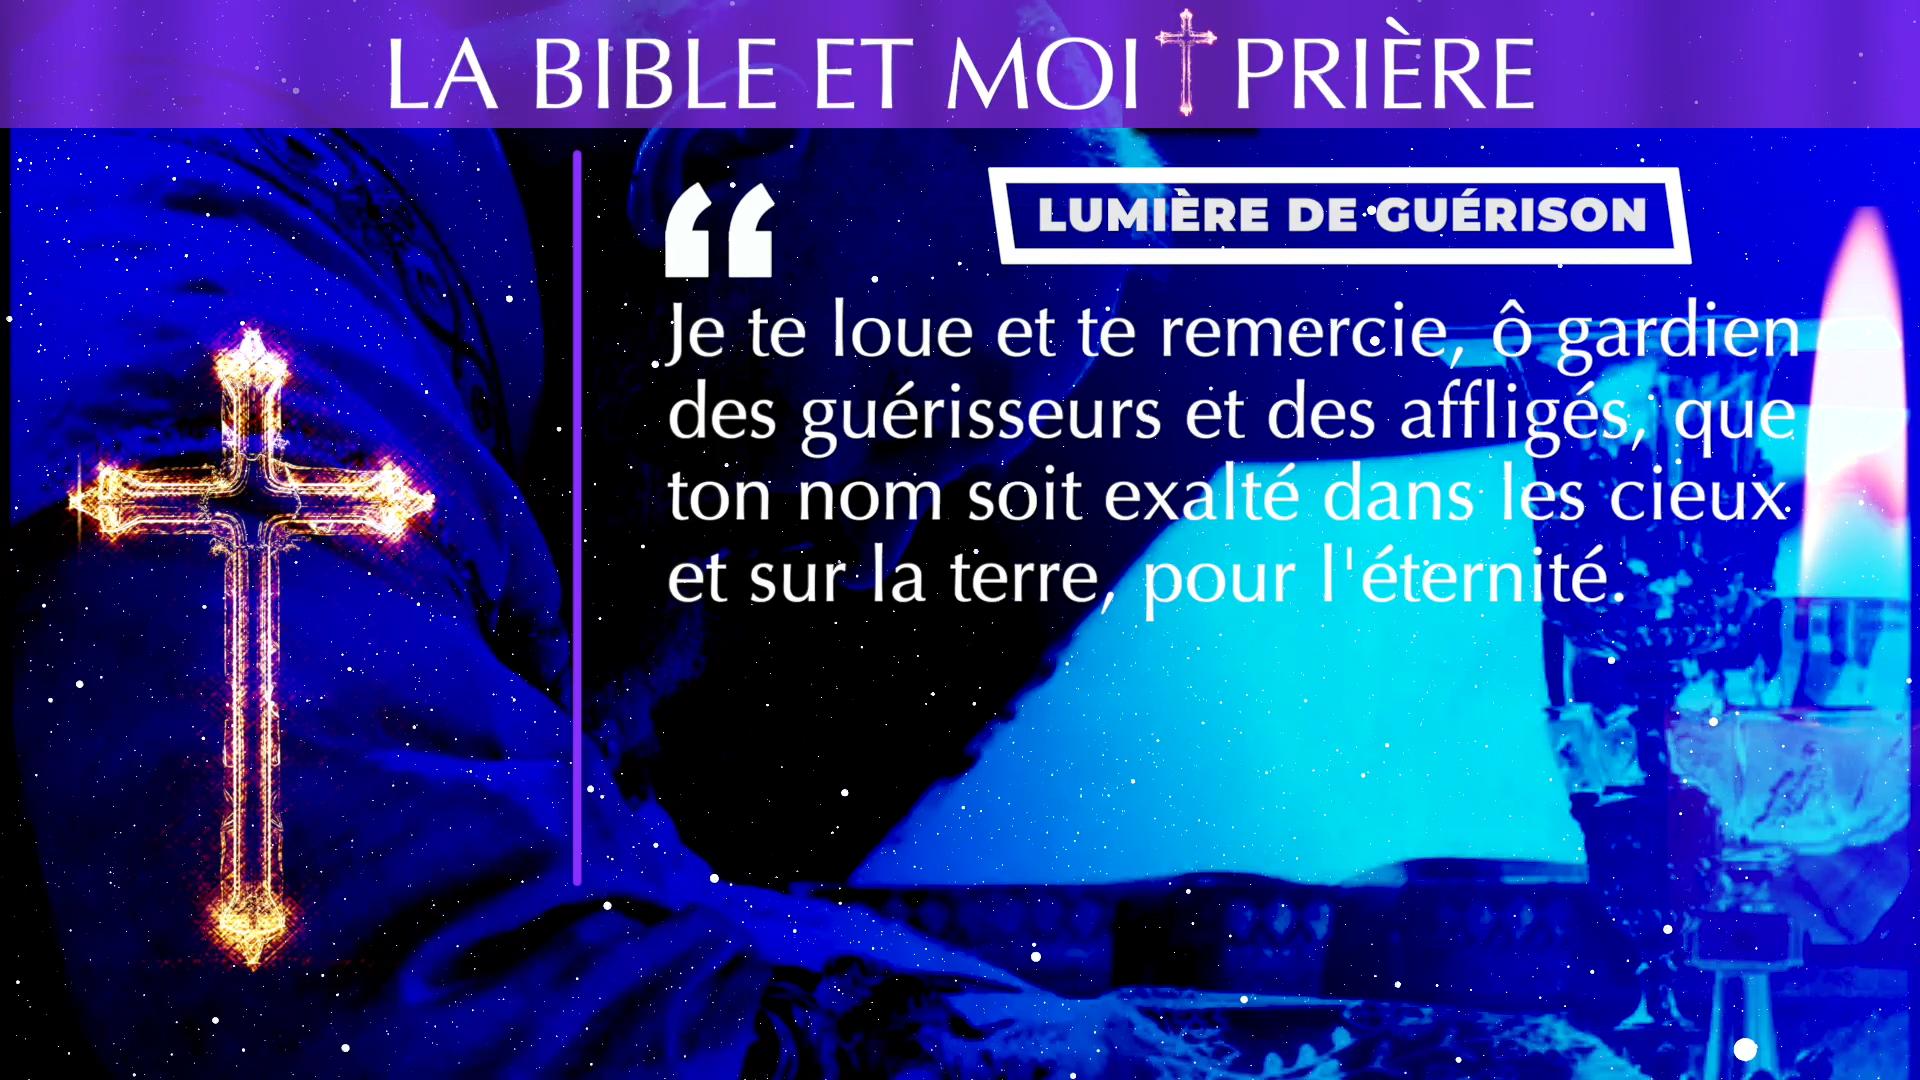 LA BIBLE ET MOI PRIÈRE
LUMIÈRE DE GUÉRISON
“
Je te loue et te remercie, ô gardien
des guérisseurs et des affligés, que
ton nom soit exalté dans les cieux
et sur la terre, pour l'éternité.